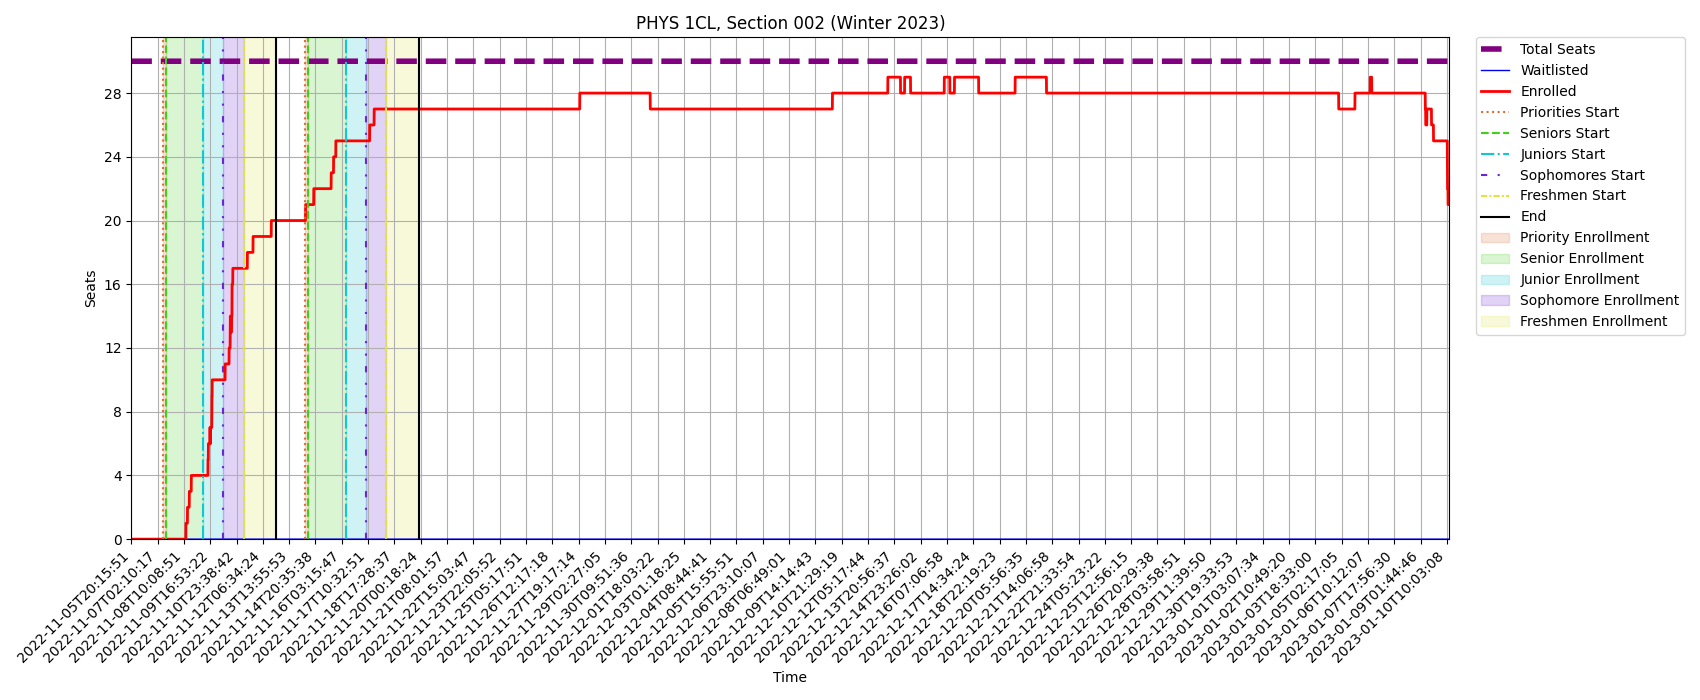 PHYS 1CL, Section 002 (Winter 2023)
Total Seats
Waitlisted
Enrolled
Priorities Start
Seniors Start
Juniors Start
Sophomores Start
Freshmen Start
End
Priority Enrollment
Senior Enrollment
Junior Enrollment
Sophomore Enrollment
Freshmen Enrollment
Seats
28
24
20
16
12
8
4
0
2022-11-05T20:15:51
2022-11-07T02:10:17
2022-11-08T10:08:51
2022-11-09T16:53:22
2022-11-10T23:38:42
2022-11-12T06:34:24
2022-11-13T13:55:53
2022-11-14T20:35:38
2022-11-16T03:15:47
2022-11-17T10:32:51
2022-11-18T17:28:37
2022-11-20T00:18:24
2022-11-21T08:01:57
2022-11-22T15:03:47
2022-11-23T22:05:52
2022-11-25T05:17:51
2022-11-26T12:17:18
2022-11-27T19:17:14
2022-11-29T02:27:05
2022-11-30T09:51:36
2022-12-01T18:03:22
2022-12-03T01:18:25
2022-12-04T08:44:41
2022-12-05T15:55:51
2022-12-06T23:10:07
2022-12-08T06:49:01
2022-12-09T14:14:43
2022-12-10T21:29:19
2022-12-12T05:17:44
2022-12-13T20:56:37
2022-12-14T23:26:02
2022-12-16T07:06:58
2022-12-17T14:34:24
2022-12-18T22:19:23
2022-12-20T05:56:35
2022-12-21T14:06:58
2022-12-22T21:33:54
2022-12-24T05:23:22
2022-12-25T12:56:15
2022-12-26T20:29:38
2022-12-28T03:58:51
2022-12-29T11:39:50
2022-12-30T19:33:53
2023-01-01T03:07:34
2023-01-02T10:49:20
2023-01-03T18:33:00
2023-01-05T02:17:05
2023-01-06T10:12:07
2023-01-07T17:56:30
2023-01-09T01:44:46
2023-01-10T10:03:08
Time